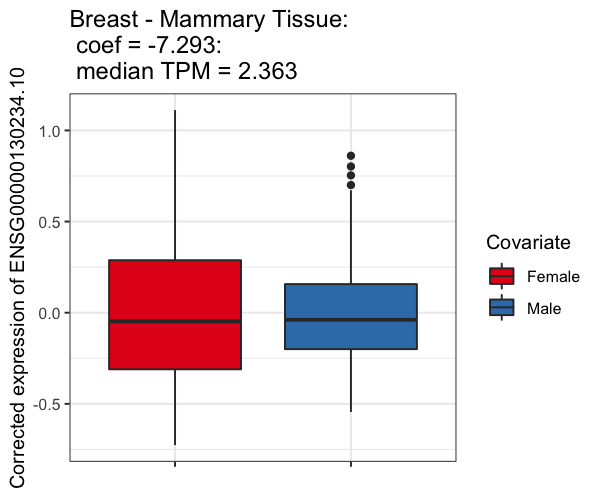 Breast - Mammary Tissue:
coef = -7.293:
median TPM = 2.363
Corrected expression of ENSG00000130234.10
1.0
0.5
0.0
-0.5
Covariate
Female
Male